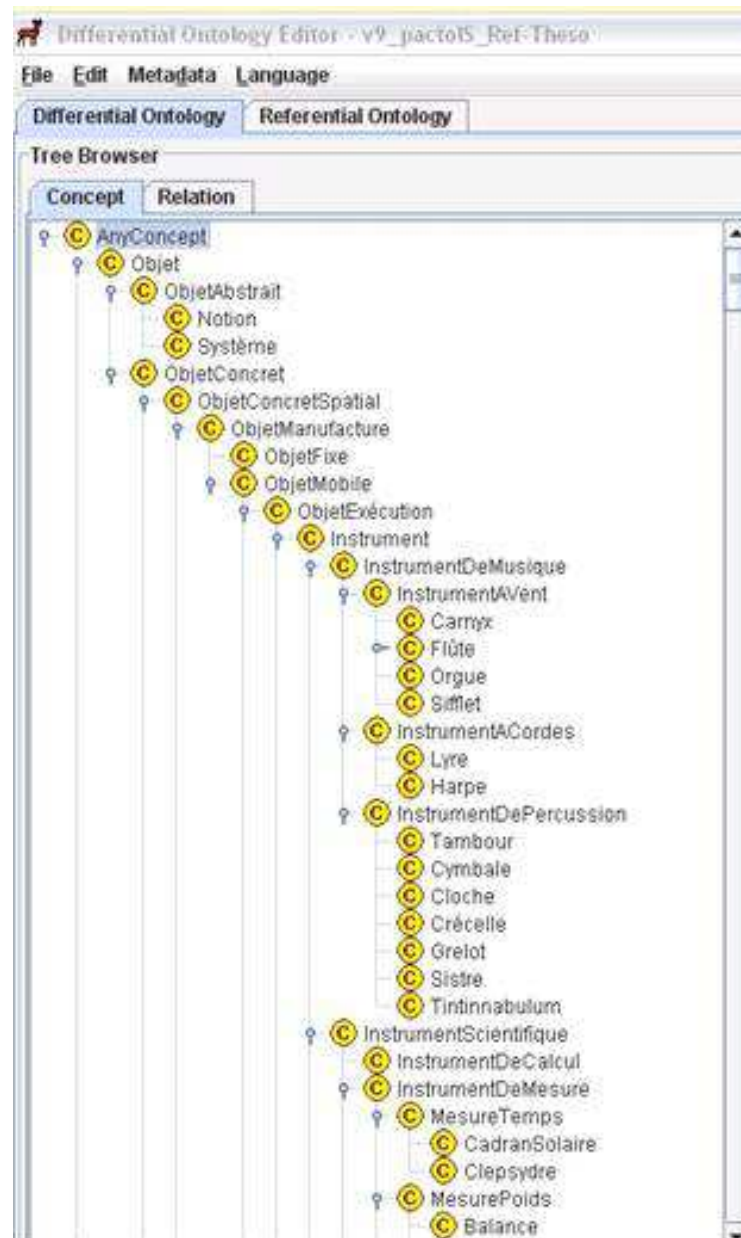 Differential Ontology Editor - v9_pactols_Ref-Theso
File Edit Metadata Language
Differential Ontology Referential Ontology
Tree Browser
Concept Relation
C AnyConcept
C Objet
C ObjetAbstrait
C Notion
C Système
C ObjetConcret
C ObjetConcretSpatial
C ObjetManufacture
C ObjetFixe
C ObjetMobile
C ObjetExécution
C Instrument
C InstrumentDeMusique
C InstrumentAVent
C Carnyx
C Flûte
C Orgue
C Sifflet
C InstrumentACordes
C Lyre
C Harpe
C InstrumentDePercussion
C Tambour
C Cymbale
C Cloche
C Crécelle
C Grelot
C Sistre
C Tintinnabulum
C InstrumentScientifique
C InstrumentDeCalcul
C InstrumentDeMesure
C MesureTemps
C CadranSolaire
C Clepsydre
C MesurePoids
C Balance